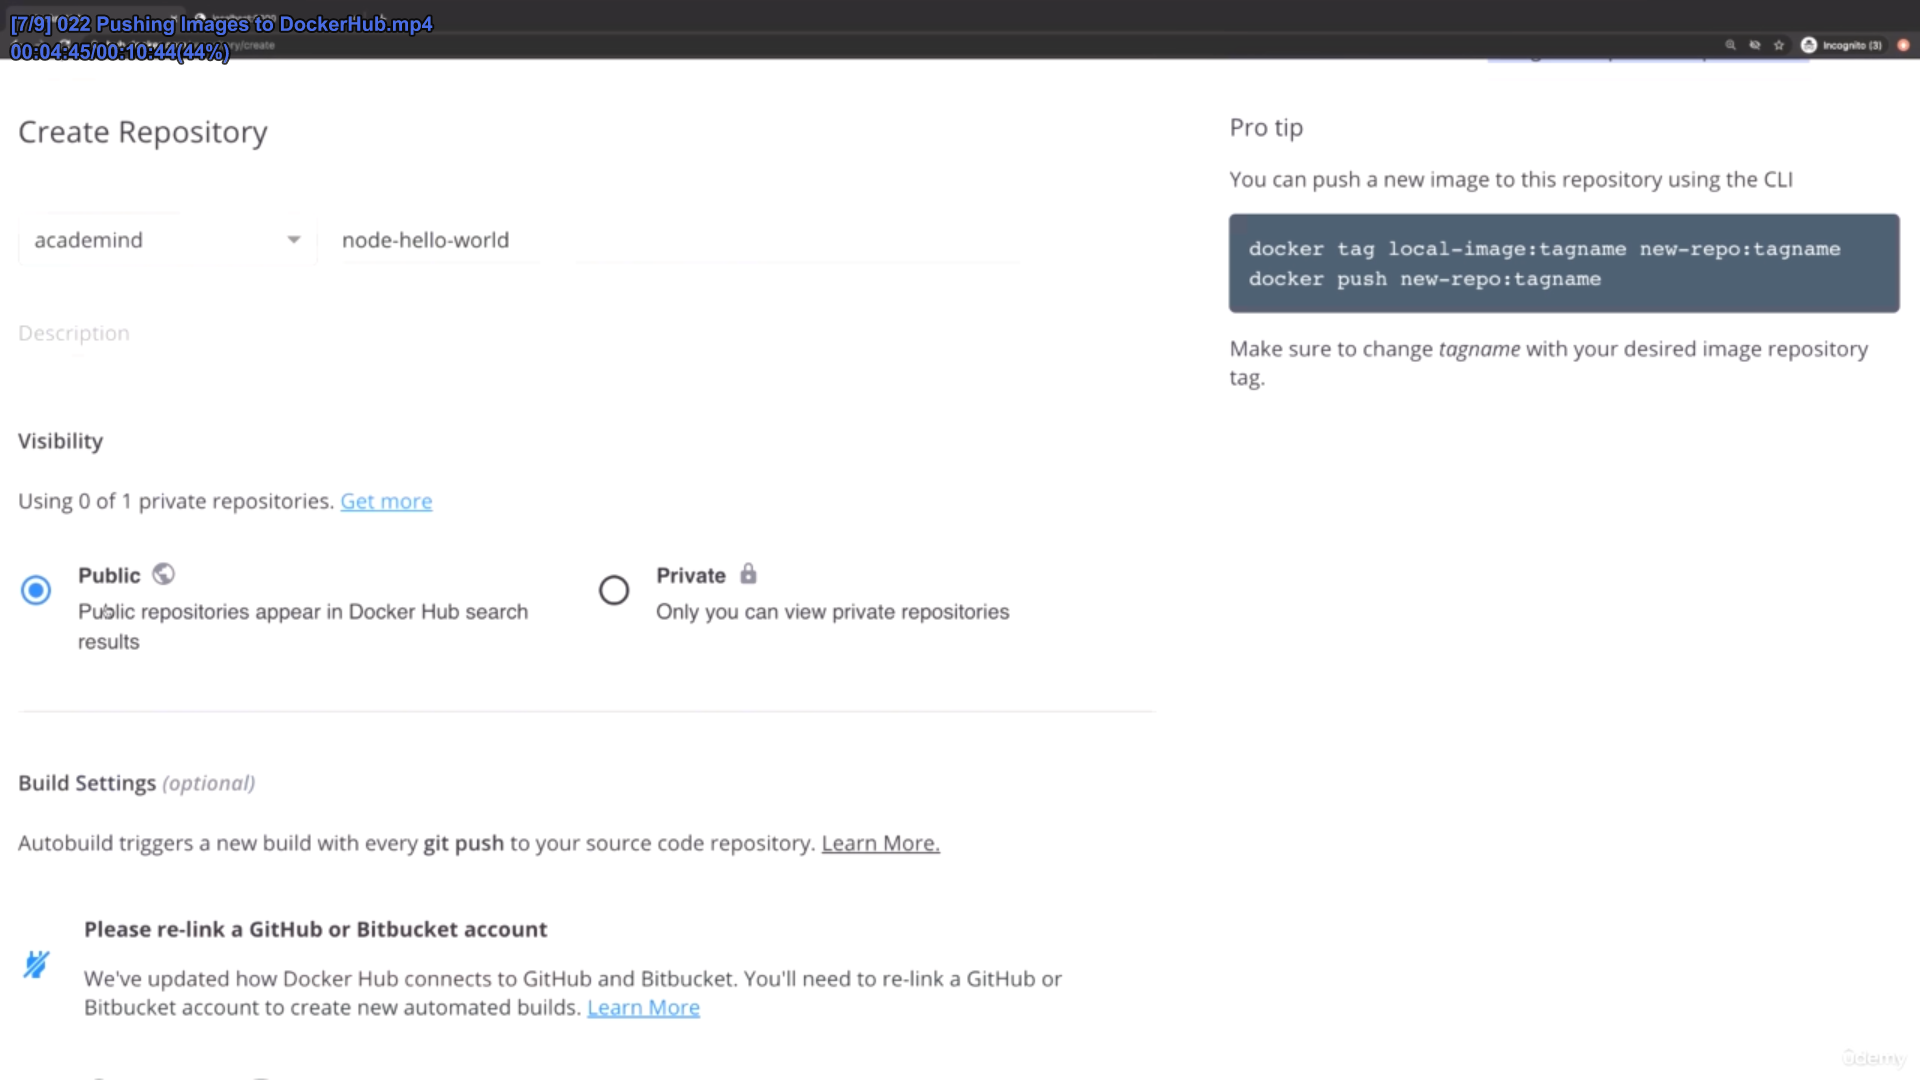 [7/9] 022 Pushing Images to DockerHub.mp4
00:04:45/00:10:44(44%)
/create
Incognito (3)
Create Repository
academind
node-hello-world
Description
Visibility
Using 0 of 1 private repositories. Get more
Public
Public repositories appear in Docker Hub search
results
Private
Only you can view private repositories
Build Settings (optional)
Autobuild triggers a new build with every git push to your source code repository. Learn More.
Please re-link a GitHub or Bitbucket account
We've updated how Docker Hub connects to GitHub and Bitbucket. You'll need to re-link a GitHub or
Bitbucket account to create new automated builds. Learn More
Pro tip
You can push a new image to this repository using the CLI
docker tag local-image:tagname new-repo:tagname
docker push new-repo:tagname
Make sure to change tagname with your desired image repository
tag.
ûdemy